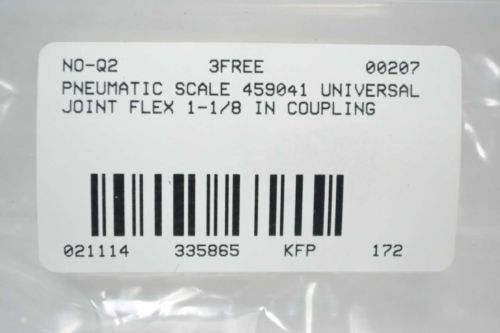 NO-Q2 3FREE 00207
PNEUMATIC SCALE 459041 UNIVERSAL
JOINT FLEX 1-1/8 IN COUPLING
021114 335865 KFP 172